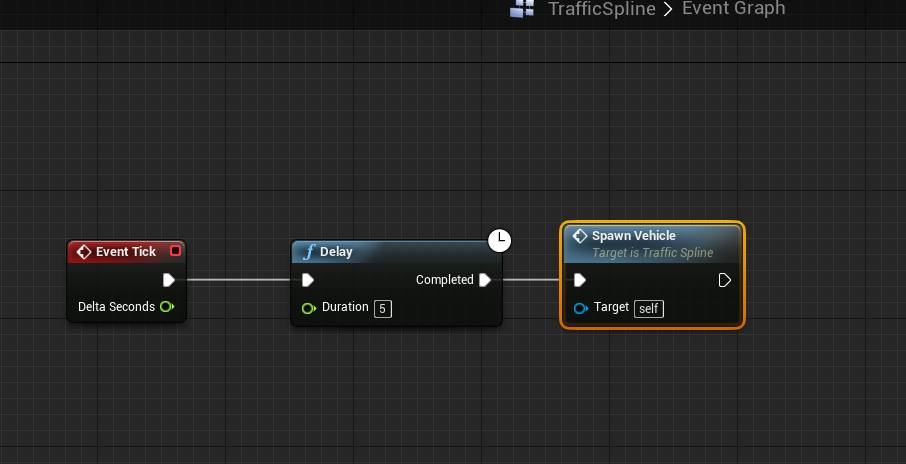 TrafficSpline > Event Graph
Event Tick
Delta Seconds
f Delay
Completed
Duration 5
Spawn Vehicle
Target is Traffic Spline
Target self